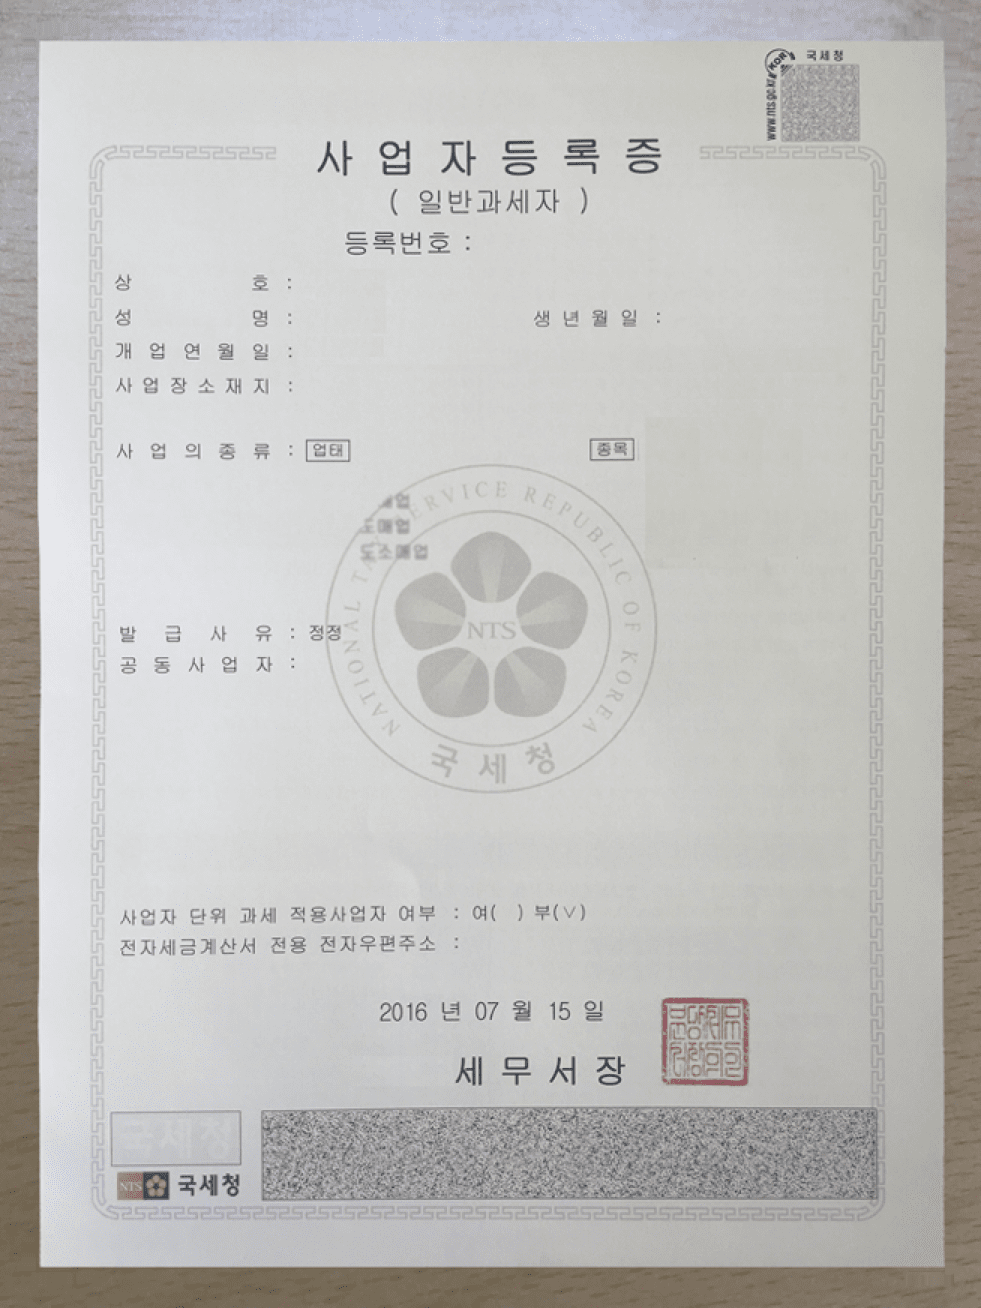 국세청
KOR
www.nts.go.kr
사업자등록증
( 일반과세자 )
등록번호 :
상 호 :
성 명 : 생년월일 :
개업연월일 :
사업장소재지 :
사업의종류 : 업태 종목
도매업
도소매업
발급사유 : 정정
공동사업자 :
NATIONAL TAX SERVICE REPUBLIC OF KOREA
NTS
국세청
사업자 단위 과세 적용사업자 여부 : 여( ) 부(∨)
전자세금계산서 전용 전자우편주소 :
2016 년 07 월 15 일
세무서장
국세청
NTS 국세청